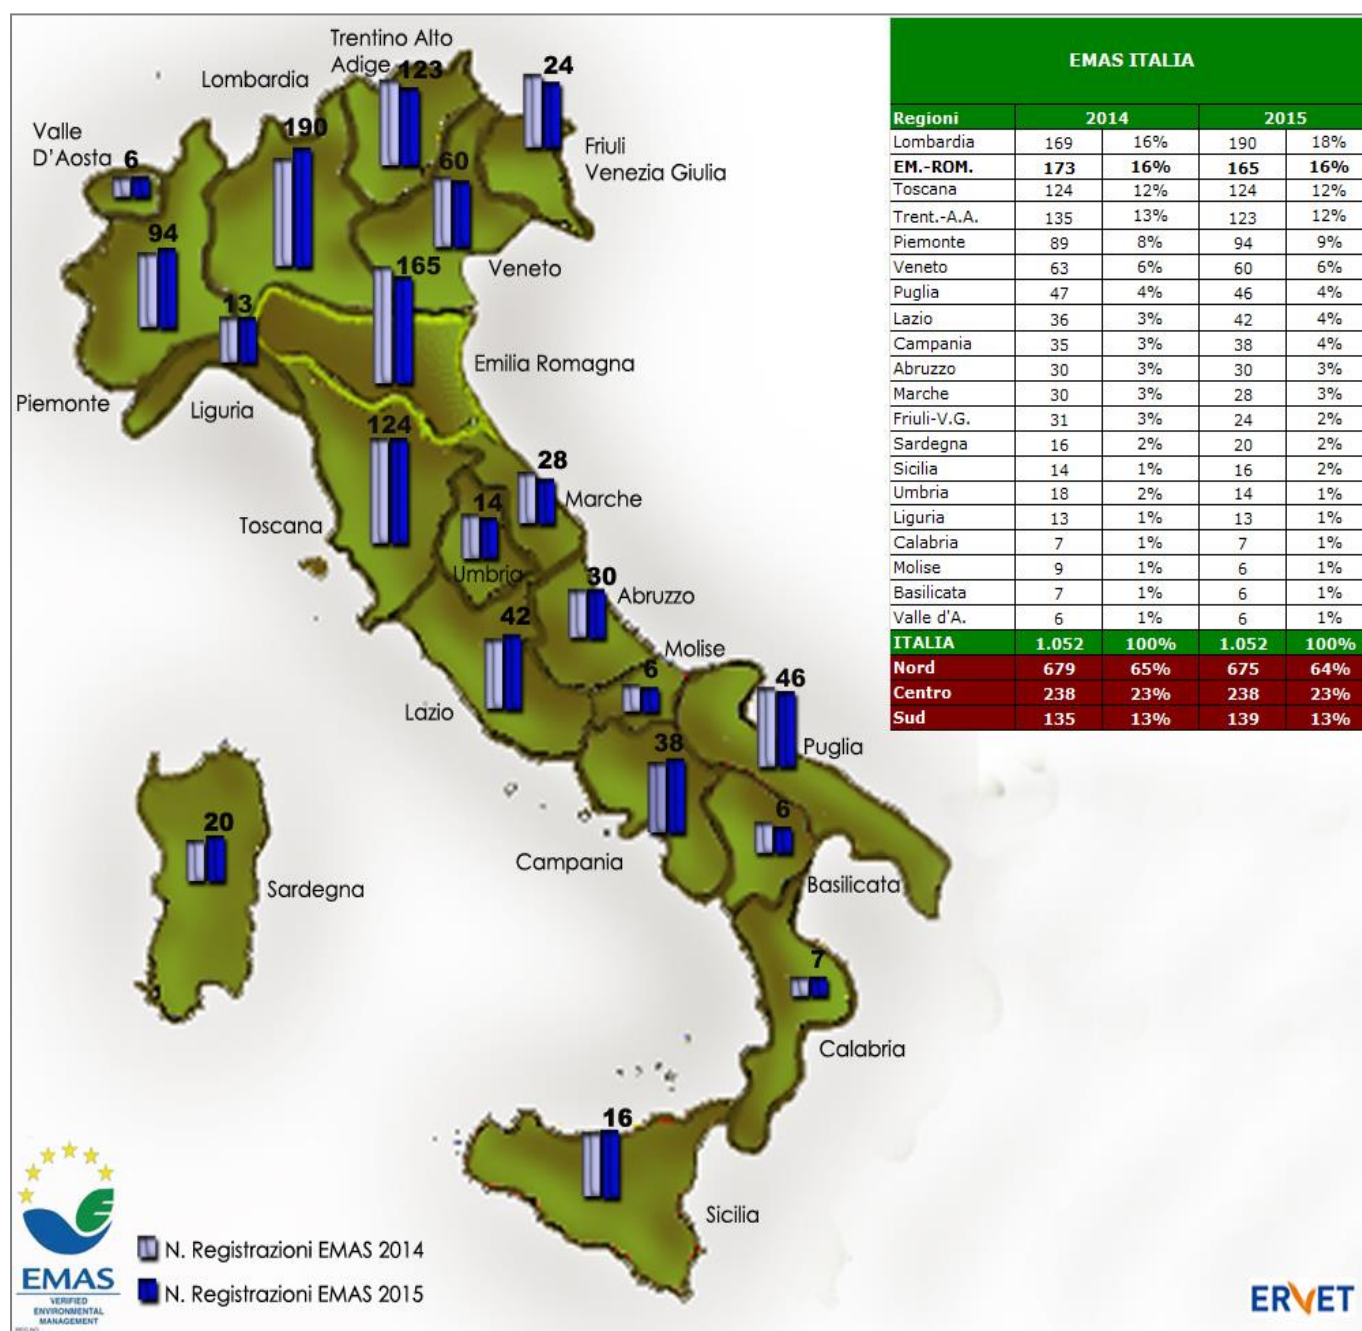 Trentino Alto
Adige
123
24
Lombardia
190
Valle
D'Aosta
6
Friuli
Venezia Giulia
60
94
Veneto
165
13
Emilia Romagna
Piemonte
Liguria
124
28
Marche
Toscana
14
Umbria
30
Abruzzo
42
Molise
6
46
Lazio
Puglia
38
6
20
Campania
Basilicata
Sardegna
7
Calabria
16
Sicilia
EMAS ITALIA
Regioni 2014 2015
Lombardia 169 16% 190 18%
EM.-ROM. 173 16% 165 16%
Toscana 124 12% 124 12%
Trent.-A.A. 135 13% 123 12%
Piemonte 89 8% 94 9%
Veneto 63 6% 60 6%
Puglia 47 4% 46 4%
Lazio 36 3% 42 4%
Campania 35 3% 38 4%
Abruzzo 30 3% 30 3%
Marche 30 3% 28 3%
Friuli-V.G. 31 3% 24 2%
Sardegna 16 2% 20 2%
Sicilia 14 1% 16 2%
Umbria 18 2% 14 1%
Liguria 13 1% 13 1%
Calabria 7 1% 7 1%
Molise 9 1% 6 1%
Basilicata 7 1% 6 1%
Valle d'A. 6 1% 6 1%
ITALIA 1.052 100% 1.052 100%
Nord 679 65% 675 64%
Centro 238 23% 238 23%
Sud 135 13% 139 13%
N. Registrazioni EMAS 2014
N. Registrazioni EMAS 2015
EMAS
VERIFIED
ENVIRONMENTAL
MANAGEMENT
ERVET